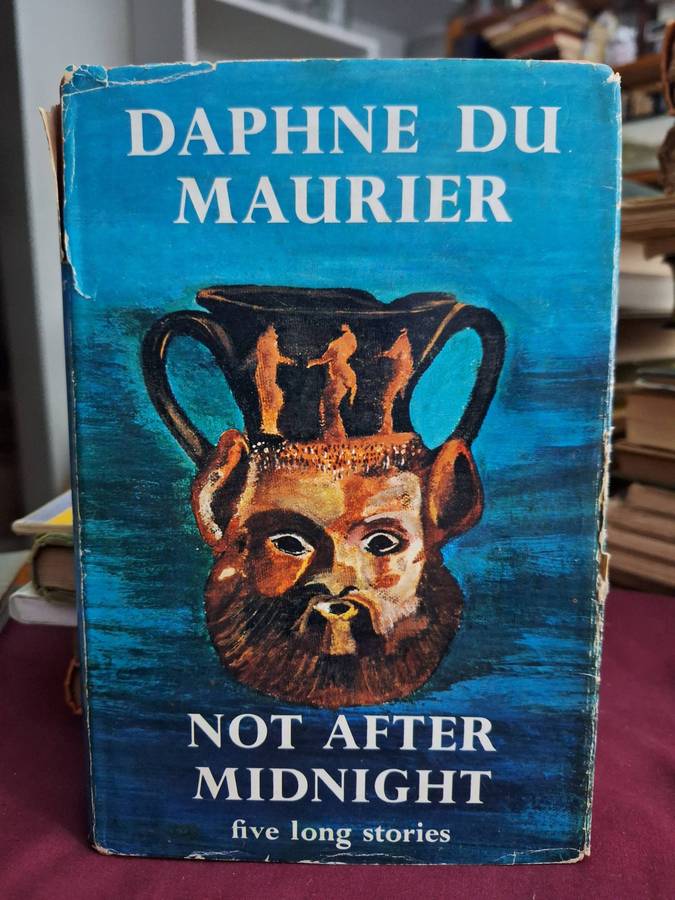 DAPHNE DU
MAURIER
NOT AFTER
MIDNIGHT
five long stories